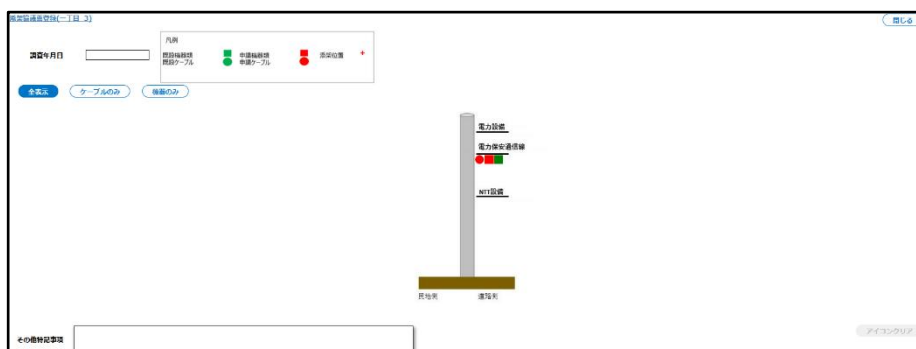 架空調査登録(一丁目_3)
閉じる
凡例
調査年月日
既設機器類
既設ケーブル
申請機器類
申請ケーブル
添架位置
全表示
ケーブルのみ
機器のみ
電力設備
電力保安通信線
NTT設備
民地側
道路側
その他特記事項
アイコンクリア